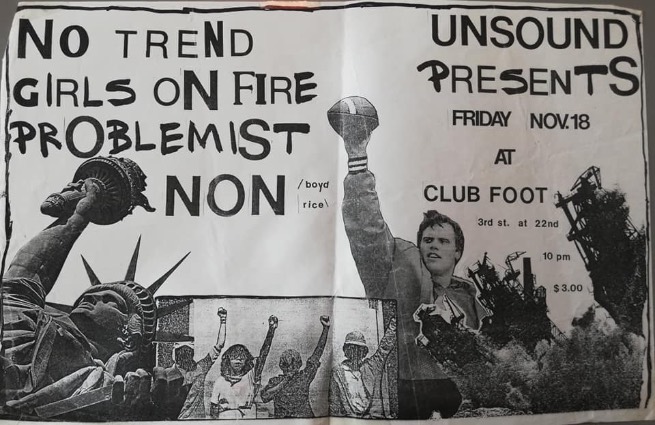 NO TREND
GIRLS ON FIRE
PROBLEMIST
NON /boyd
rice\
UNSOUND
PRESENTS
FRIDAY NOV.18
AT
CLUB FOOT
3rd st. at 22nd
10 pm
$3.00